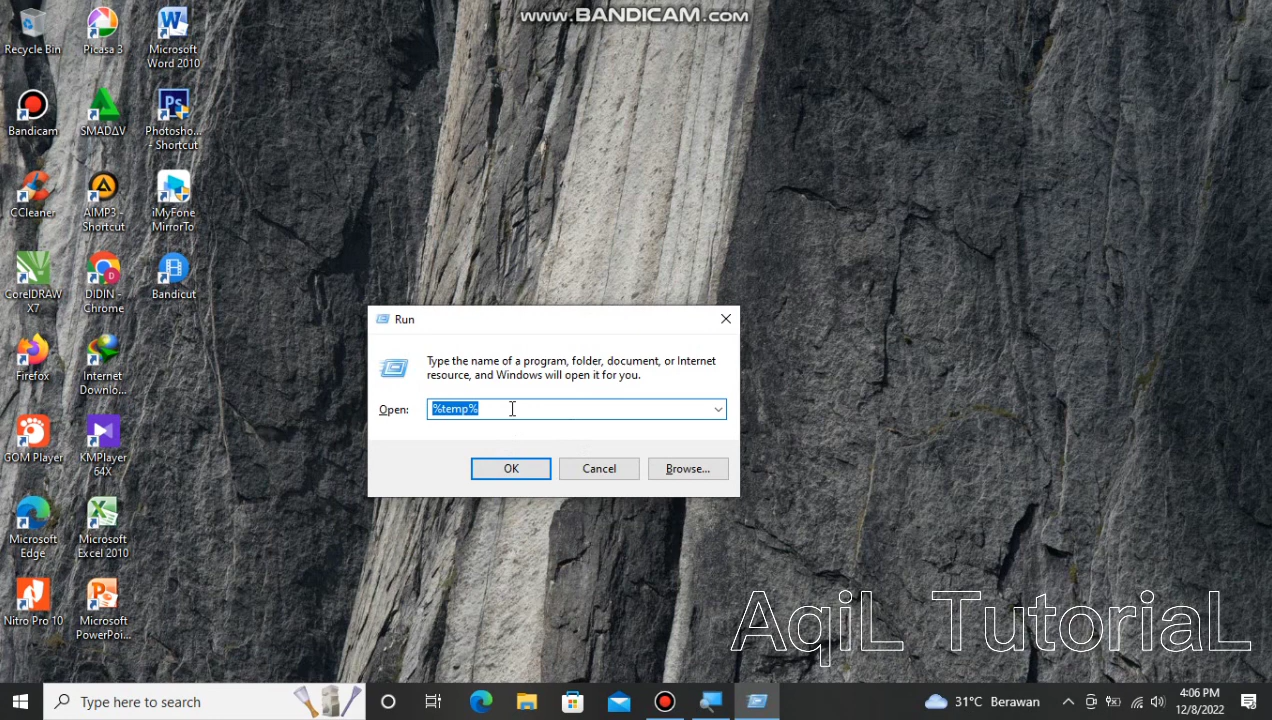 www.BANDICAM.com
Recycle Bin
Picasa 3
Microsoft
Word 2010
Bandicam
SMADΔV
Photosho...
- Shortcut
CCleaner
AIMP3 -
Shortcut
iMyFone
MirrorTo
CorelDRAW
X7
DIDIN -
Chrome
Bandicut
Firefox
Internet
Downlo...
GOM Player
KMPlayer
64X
Microsoft
Edge
Microsoft
Excel 2010
Nitro Pro 10
Microsoft
PowerPoi...
Run
Type the name of a program, folder, document, or Internet
resource, and Windows will open it for you.
Open: %temp%
OK Cancel Browse...
AqiL TutoriaL
Type here to search
31°C Berawan
4:06 PM
12/8/2022